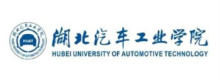 湖北汽车工业学院
HUBEI UNIVERSITY OF AUTOMOTIVE TECHNOLOGY